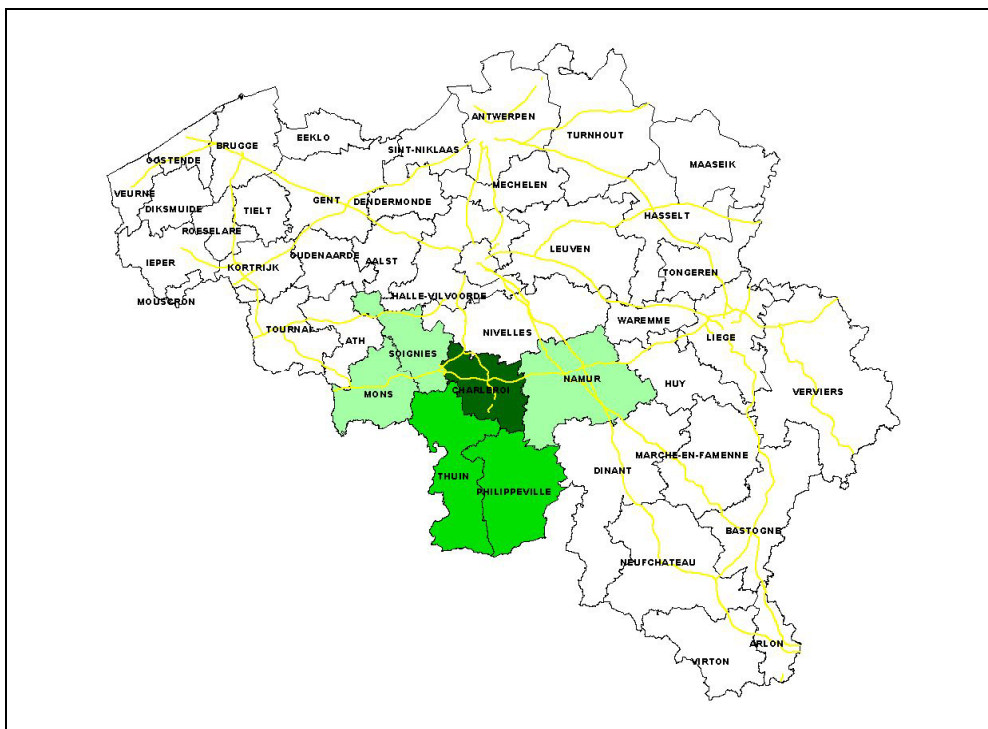 ANTWERPEN
TURNHOUT
EEKLO
BRUGGE
SINT-NIKLAAS
OOSTENDE
MAASEIK
MECHELEN
VEURNE
GENT
DENDERMONDE
DIKSMUIDE
TIELT
HASSELT
ROESELARE
LEUVEN
OUDENAARDE
AALST
IEPER
KORTRIJK
TONGEREN
HALLE-VILVOORDE
MOUSCRON
WAREMME
TOURNAI
NIVELLES
LIEGE
ATH
SOIGNIES
NAMUR
HUY
MONS
CHARLEROI
VERVIERS
MARCHE-EN-FAMENNE
DINANT
THUIN
PHILIPPEVILLE
BASTOGNE
NEUFCHATEAU
ARLON
VIRTON